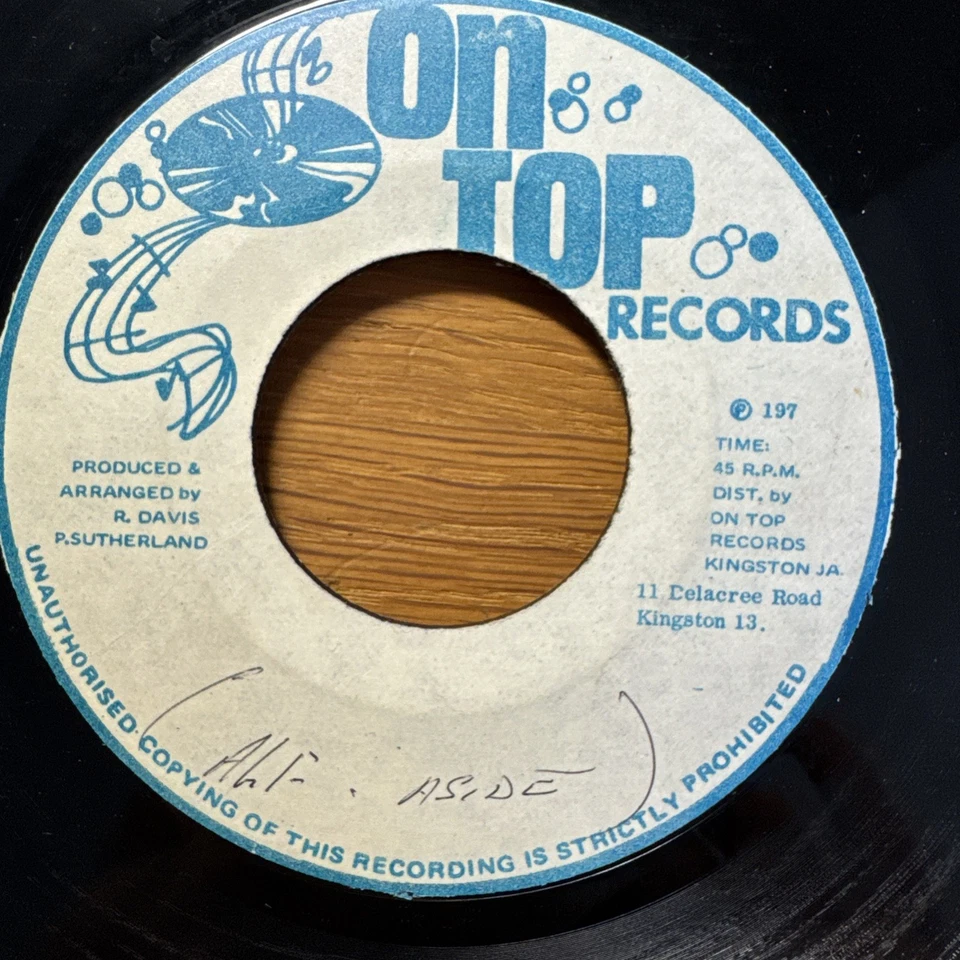 on
TOP
RECORDS
℗ 197
TIME:
45 R.P.M.
DIST. by
ON TOP
RECORDS
KINGSTON JA.
11 Delacree Road
Kingston 13.
PRODUCED &
ARRANGED by
R. DAVIS
P.SUTHERLAND
( ASIDE )
UNAUTHORISED COPYING OF THIS RECORDING IS STRICTLY PROHIBITED